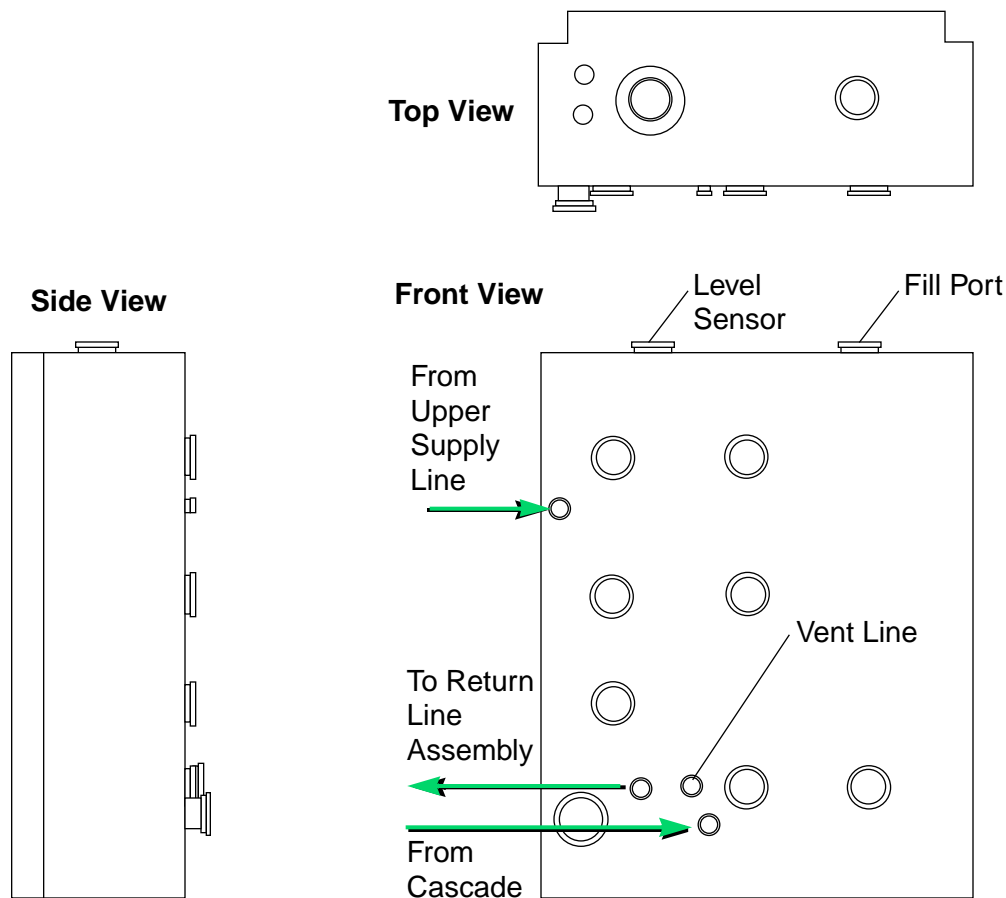 Top View
Side View
Front View
Level
Sensor
Fill Port
From
Upper
Supply
Line
Vent Line
To Return
Line
Assembly
From
Cascade